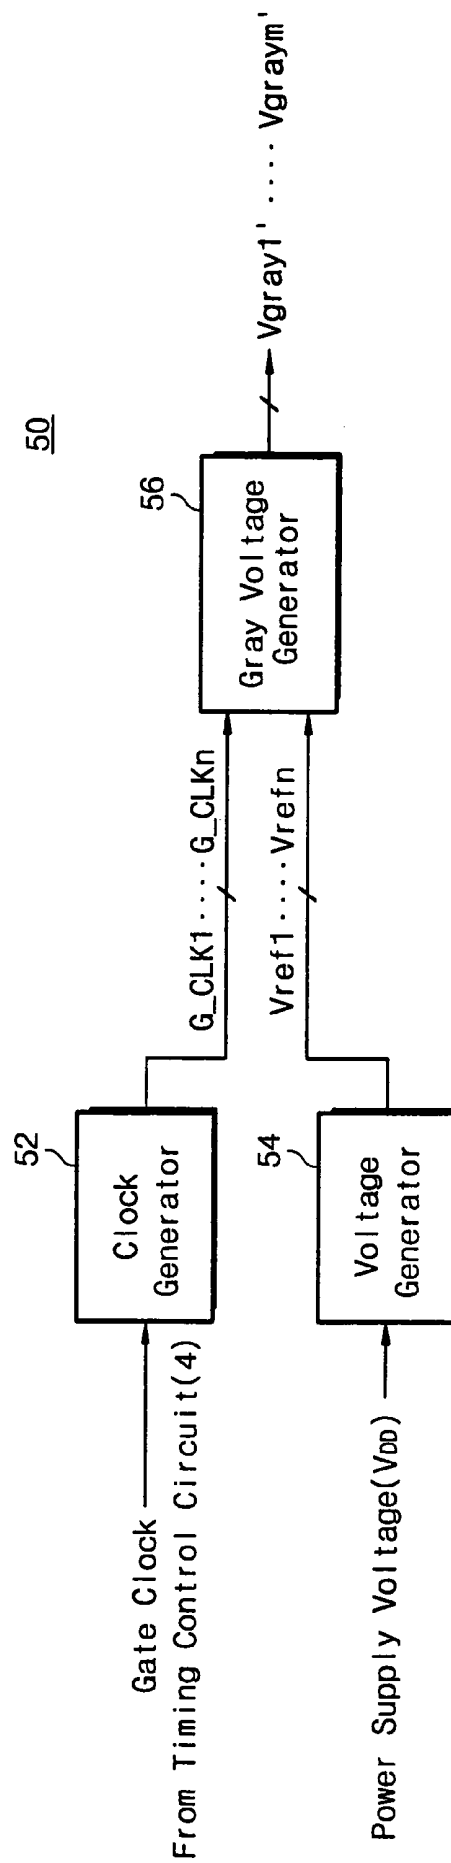 50
Gate Clock
From Timing Control Circuit(4)
52
Clock
Generator
G_CLK1.....G_CLKn
Power Supply Voltage(VDD)
54
Voltage
Generator
Vref1.....Vrefn
56
Gray Voltage
Generator
Vgray1' .... Vgraym'